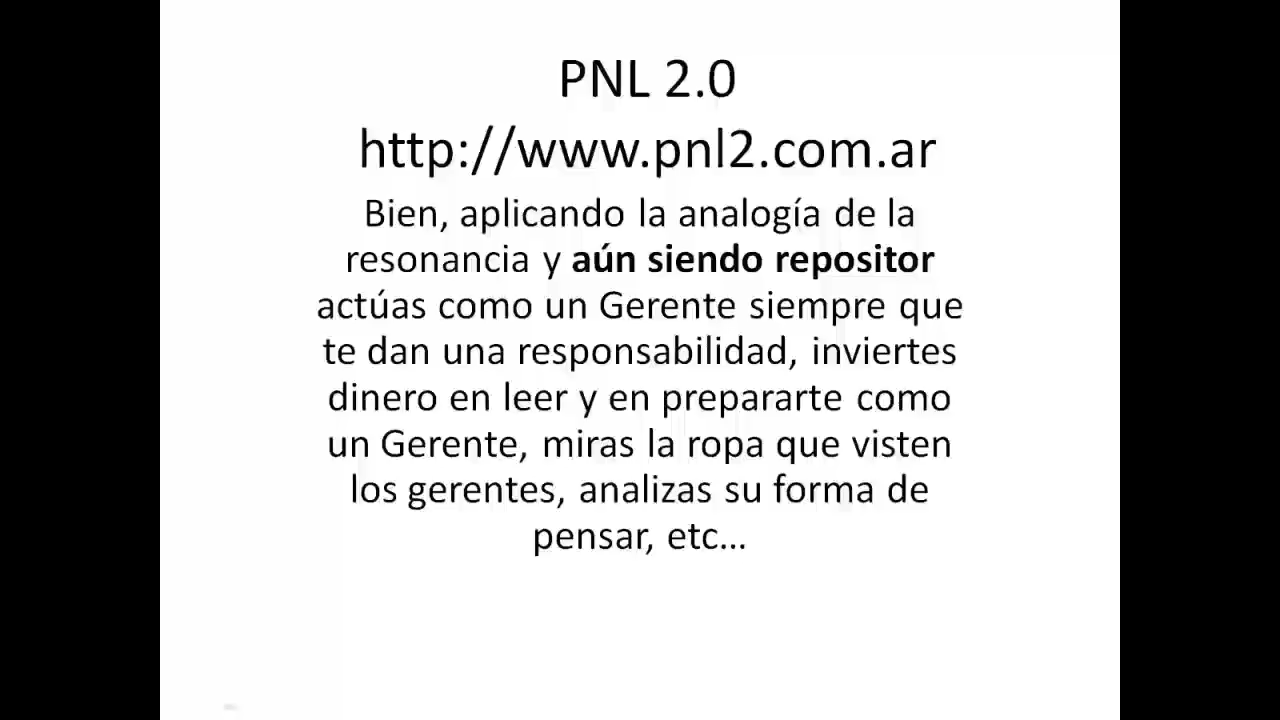 PNL 2.0
http://www.pnl2.com.ar
Bien, aplicando la analogía de la
resonancia y aún siendo repositor
actúas como un Gerente siempre que
te dan una responsabilidad, inviertes
dinero en leer y en prepararte como
un Gerente, miras la ropa que visten
los gerentes, analizas su forma de
pensar, etc...